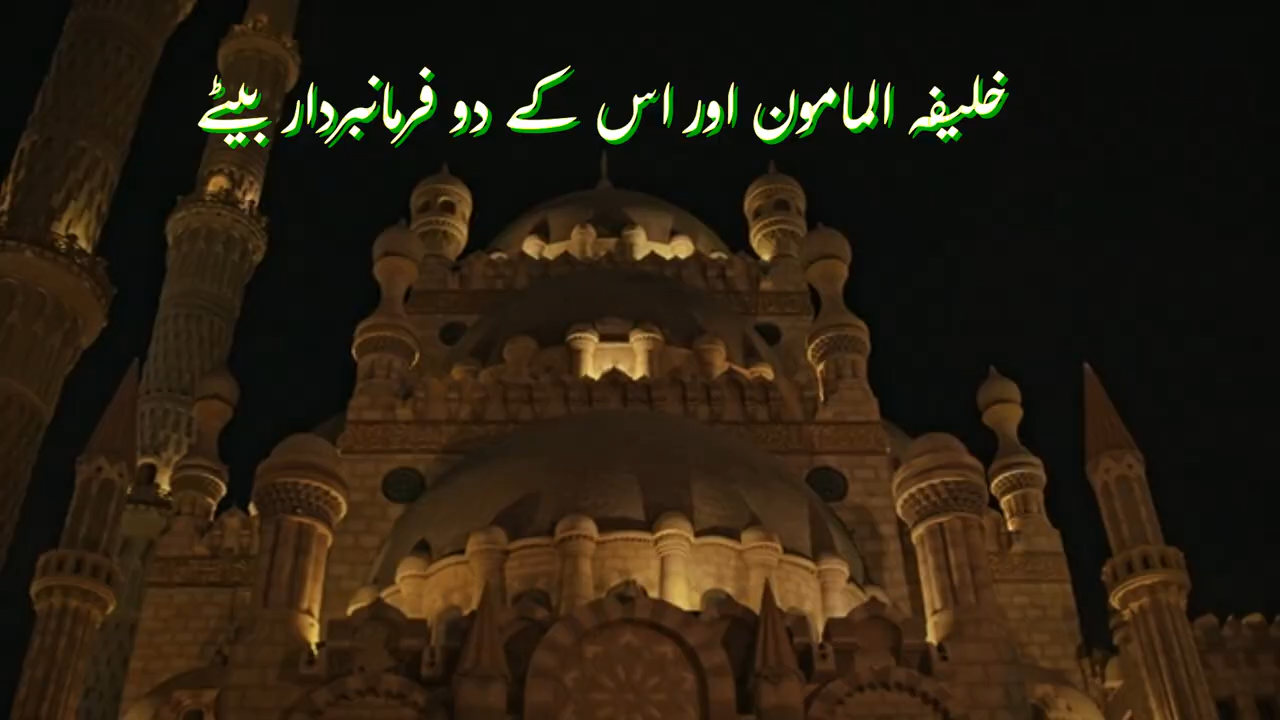 خلیفہ المامون اور اس کے دو فرمانبردار بیٹے